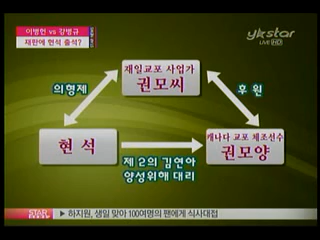 이병헌 vs 강병규
재판에 현석 출석?
ykstar
LIVE HD
재일교포 사업가
권모씨
의형제
후 원
현 석
캐나다 교포 체조선수
권모양
제 2의 김연아
양성위해 대리
STAR
하지원, 생일 맞아 100여명의 팬에게 식사대접